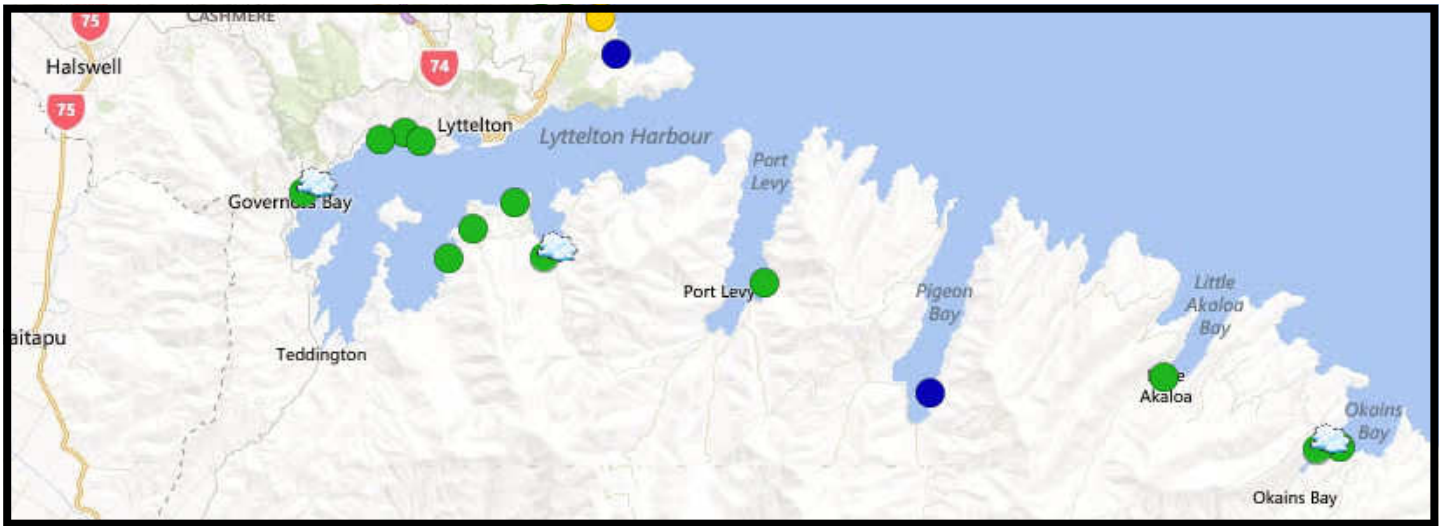 75
CASHMERE
Halswell
74
75
Lyttelton
Lyttelton Harbour
Port
Levy
Governors Bay
Port Levy
Pigeon
Bay
Little
Akaloa
Bay
aitapu
Teddington
Akaloa
Okains
Bay
Okains Bay